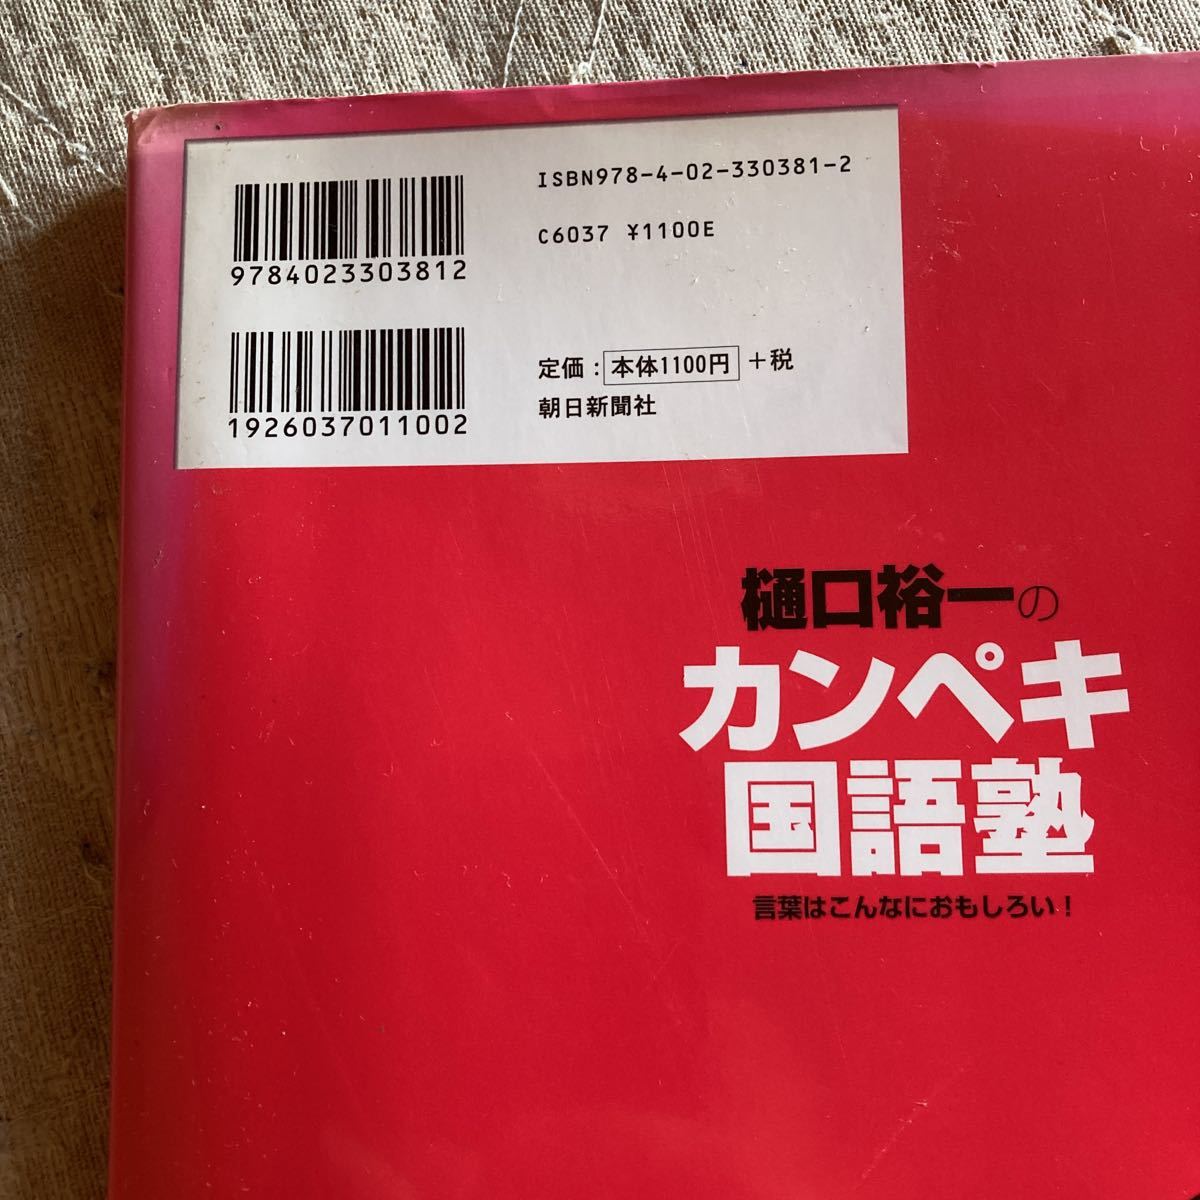 ISBN978-4-02-330381-2
C6037 ¥1100E
9784023303812
1926037011002
定価：本体1100円+税
朝日新聞社
樋口裕一の
カンペキ
国語塾
言葉はこんなにおもしろい！